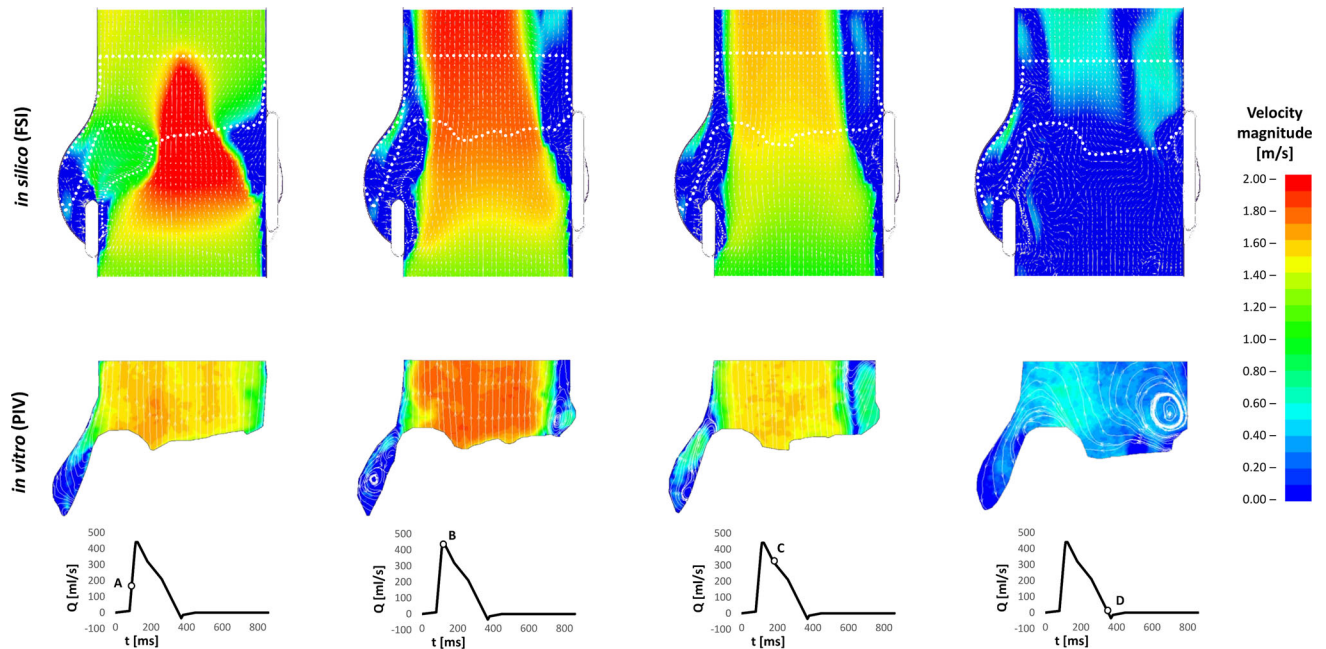 in silico (FSI)
Velocity
magnitude
[m/s]
2.00 –
1.80 –
1.60 –
1.40 –
1.20 –
1.00 –
0.80 –
0.60 –
0.40 –
0.20 –
0.00 –
in vitro (PIV)
Q [ml/s]
500
400
300
200
100
0
-100
A
0 200 400 600 800
t [ms]
Q [ml/s]
500
400
300
200
100
0
-100
B
0 200 400 600 800
t [ms]
Q [ml/s]
500
400
300
200
100
0
-100
C
0 200 400 600 800
t [ms]
Q [ml/s]
500
400
300
200
100
0
-100
D
0 200 400 600 800
t [ms]